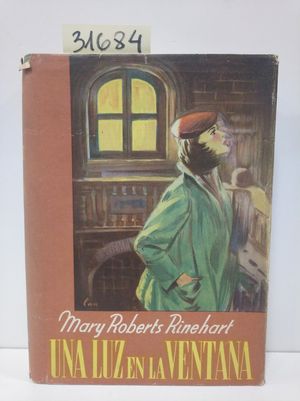 31684
Mary Roberts Rinehart
UNA LUZ EN LA VENTANA